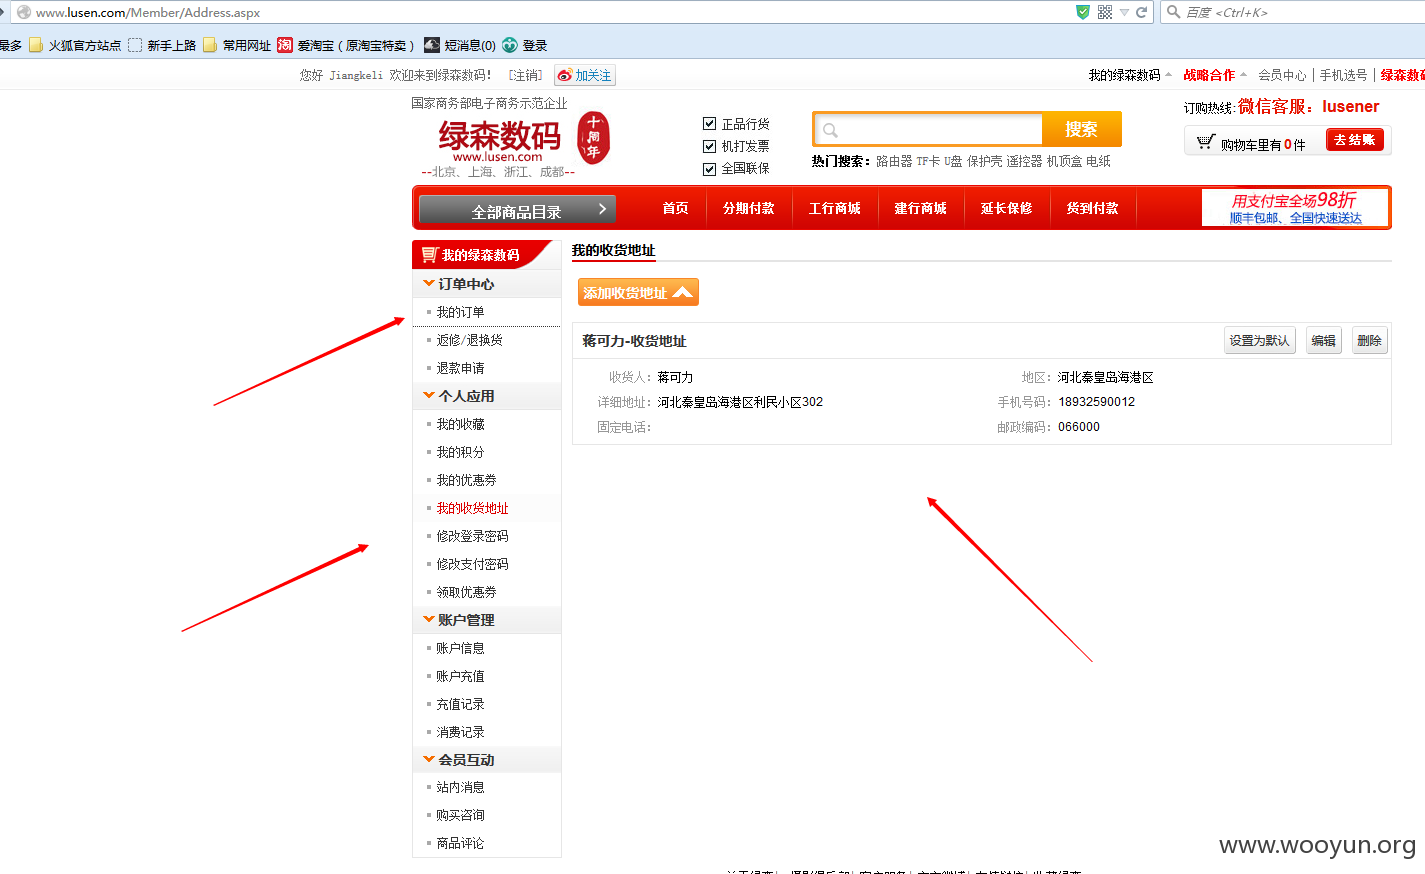 www.lusen.com/Member/Address.aspx
百度 <Ctrl+K>
最多 火狐官方站点 新手上路 常用网址 爱淘宝（原淘宝特卖） 短消息(0) 登录
您好 Jiangkeli 欢迎来到绿森数码！ [注销] 加关注
我的绿森数码 战略合作 会员中心 | 手机选号 | 绿森数码
国家商务部电子商务示范企业
绿森数码
十周年
www.lusen.com
--北京、上海、浙江、成都--
正品行货
机打发票
全国联保
搜索
热门搜索：路由器 TF卡 U盘 保护壳 遥控器 机顶盒 电纸
订购热线:微信客服：lusener
购物车里有0件 去结账
全部商品目录 >
首页 分期付款 工行商城 建行商城 延长保修 货到付款
用支付宝全场98折
顺丰包邮、全国快速送达
我的绿森数码
订单中心
我的订单
返修/退换货
退款申请
个人应用
我的收藏
我的积分
我的优惠券
我的收货地址
修改登录密码
修改支付密码
领取优惠券
账户管理
账户信息
账户充值
充值记录
消费记录
会员互动
站内消息
购买咨询
商品评论
我的收货地址
添加收货地址
蒋可力-收货地址
设置为默认 编辑 删除
收货人： 蒋可力
地区： 河北秦皇岛海港区
详细地址： 河北秦皇岛海港区利民小区302
手机号码： 18932590012
固定电话：
邮政编码： 066000
www.wooyun.org